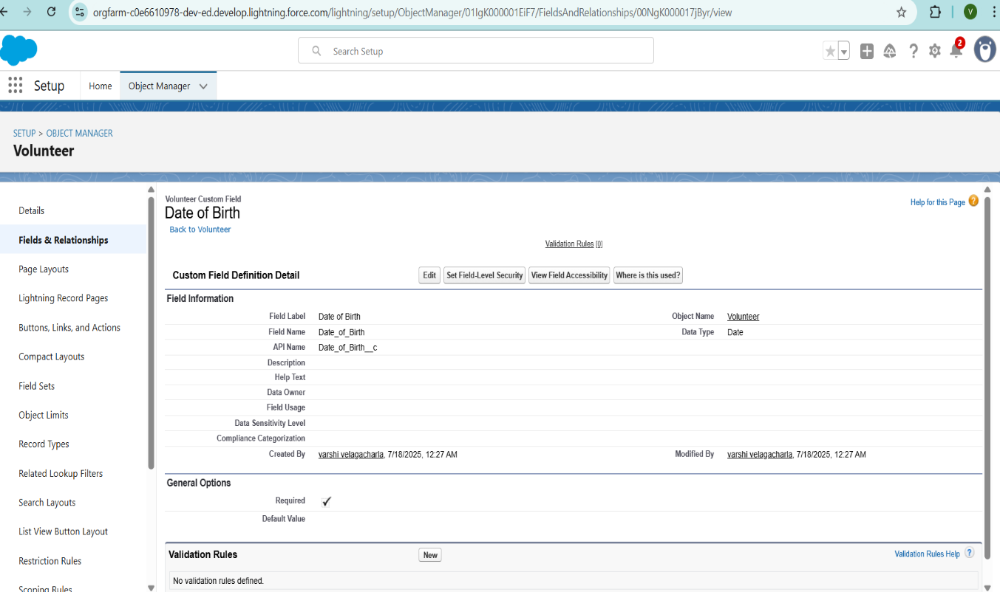 orgfarm-c0e6610978-dev-ed.develop.lightning.force.com/lightning/setup/ObjectManager/01IgK000001EiF7/FieldsAndRelationships/00NgK000017jByr/view
V
Search Setup
2
Setup Home Object Manager
SETUP > OBJECT MANAGER
Volunteer
Details
Fields & Relationships
Page Layouts
Lightning Record Pages
Buttons, Links, and Actions
Compact Layouts
Field Sets
Object Limits
Record Types
Related Lookup Filters
Search Layouts
List View Button Layout
Restriction Rules
Scoping Rules
Volunteer Custom Field
Date of Birth
Back to Volunteer
Help for this Page ?
Validation Rules [0]
Custom Field Definition Detail Edit Set Field-Level Security View Field Accessibility Where is this used?
Field Information
Field Label Date of Birth Object Name Volunteer
Field Name Date_of_Birth Data Type Date
API Name Date_of_Birth__c
Description
Help Text
Data Owner
Field Usage
Data Sensitivity Level
Compliance Categorization
Created By varshi velagacharla, 7/18/2025, 12:27 AM Modified By varshi velagacharla, 7/18/2025, 12:27 AM
General Options
Required ✓
Default Value
Validation Rules New Validation Rules Help ?
No validation rules defined.